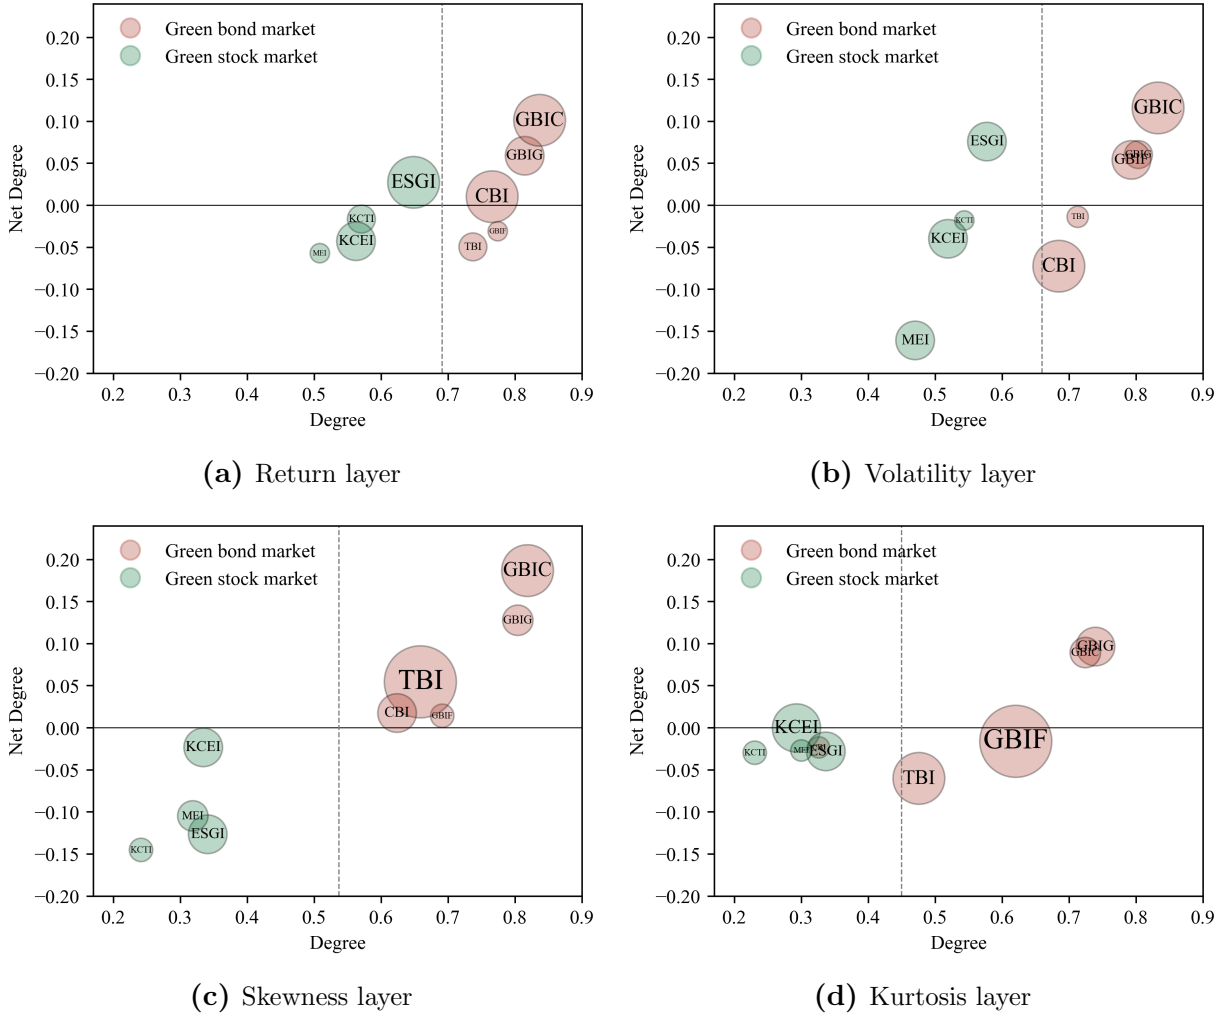 Green bond market
Green stock market
0.20
0.15
0.10
0.05
0.00
−0.05
−0.10
−0.15
−0.20
Net Degree
GBIC
GBIG
ESGI
CBI
KCTI
GBIF
KCEI
TBI
MEI
0.2 0.3 0.4 0.5 0.6 0.7 0.8 0.9
Degree
(a) Return layer
Green bond market
Green stock market
0.20
0.15
0.10
0.05
0.00
−0.05
−0.10
−0.15
−0.20
Net Degree
GBIC
ESGI
GBIG
GBIF
TBI
KCTI
KCEI
CBI
MEI
0.2 0.3 0.4 0.5 0.6 0.7 0.8 0.9
Degree
(b) Volatility layer
Green bond market
Green stock market
0.20
0.15
0.10
0.05
0.00
−0.05
−0.10
−0.15
−0.20
Net Degree
GBIC
GBIG
TBI
CBI
GBIF
KCEI
MEI
ESGI
KCTI
0.2 0.3 0.4 0.5 0.6 0.7 0.8 0.9
Degree
(c) Skewness layer
Green bond market
Green stock market
0.20
0.15
0.10
0.05
0.00
−0.05
−0.10
−0.15
−0.20
Net Degree
GBIG
GBIC
KCEI
GBIF
KCTI
MEI
CBI
ESGI
TBI
0.2 0.3 0.4 0.5 0.6 0.7 0.8 0.9
Degree
(d) Kurtosis layer